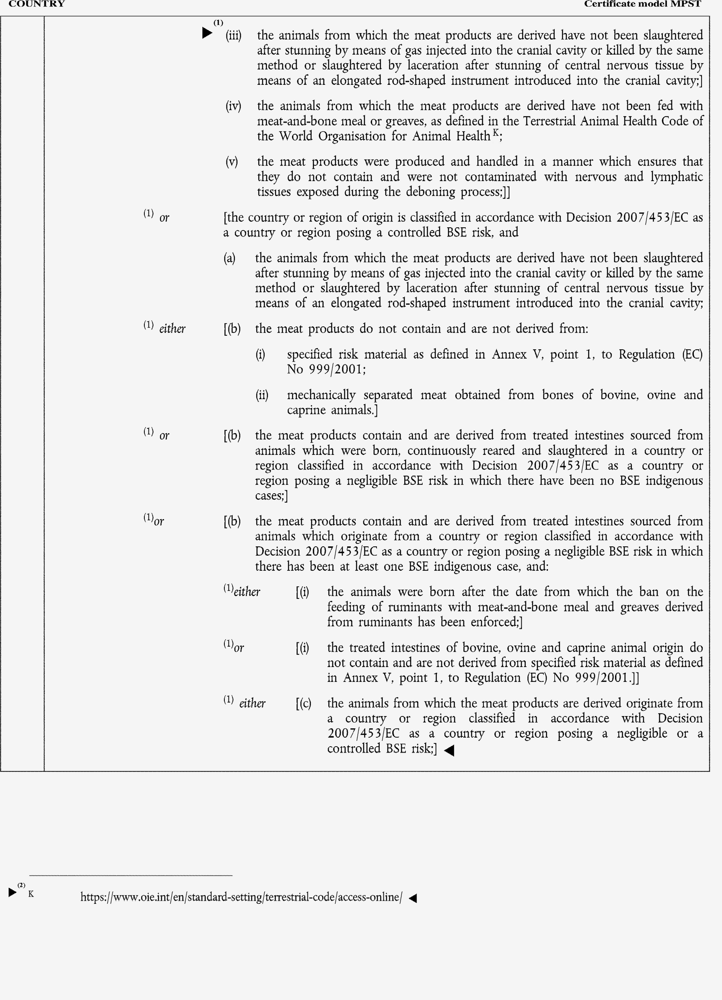 COUNTRY Certificate model MPST
▶(1) (iii) the animals from which the meat products are derived have not been slaughtered
after stunning by means of gas injected into the cranial cavity or killed by the same
method or slaughtered by laceration after stunning of central nervous tissue by
means of an elongated rod-shaped instrument introduced into the cranial cavity;]
(iv) the animals from which the meat products are derived have not been fed with
meat-and-bone meal or greaves, as defined in the Terrestrial Animal Health Code of
the World Organisation for Animal Health K;
(v) the meat products were produced and handled in a manner which ensures that
they do not contain and were not contaminated with nervous and lymphatic
tissues exposed during the deboning process;]]
(1) or [the country or region of origin is classified in accordance with Decision 2007/453/EC as
a country or region posing a controlled BSE risk, and
(a) the animals from which the meat products are derived have not been slaughtered
after stunning by means of gas injected into the cranial cavity or killed by the same
method or slaughtered by laceration after stunning of central nervous tissue by
means of an elongated rod-shaped instrument introduced into the cranial cavity;
(1) either [(b) the meat products do not contain and are not derived from:
(i) specified risk material as defined in Annex V, point 1, to Regulation (EC)
No 999/2001;
(ii) mechanically separated meat obtained from bones of bovine, ovine and
caprine animals.]
(1) or [(b) the meat products contain and are derived from treated intestines sourced from
animals which were born, continuously reared and slaughtered in a country or
region classified in accordance with Decision 2007/453/EC as a country or
region posing a negligible BSE risk in which there have been no BSE indigenous
cases;]
(1)or [(b) the meat products contain and are derived from treated intestines sourced from
animals which originate from a country or region classified in accordance with
Decision 2007/453/EC as a country or region posing a negligible BSE risk in which
there has been at least one BSE indigenous case, and:
(1)either [(i) the animals were born after the date from which the ban on the
feeding of ruminants with meat-and-bone meal and greaves derived
from ruminants has been enforced;]
(1)or [(i) the treated intestines of bovine, ovine and caprine animal origin do
not contain and are not derived from specified risk material as defined
in Annex V, point 1, to Regulation (EC) No 999/2001.]]
(1) either [(c) the animals from which the meat products are derived originate from
a country or region classified in accordance with Decision
2007/453/EC as a country or region posing a negligible or a
controlled BSE risk;] ◀
▶(2) K https://www.oie.int/en/standard-setting/terrestrial-code/access-online/ ◀